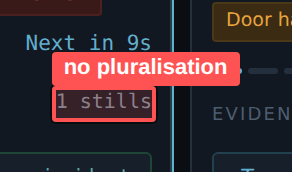 Door ha
Next in 9s
no pluralisation
1 stills
EVIDEN